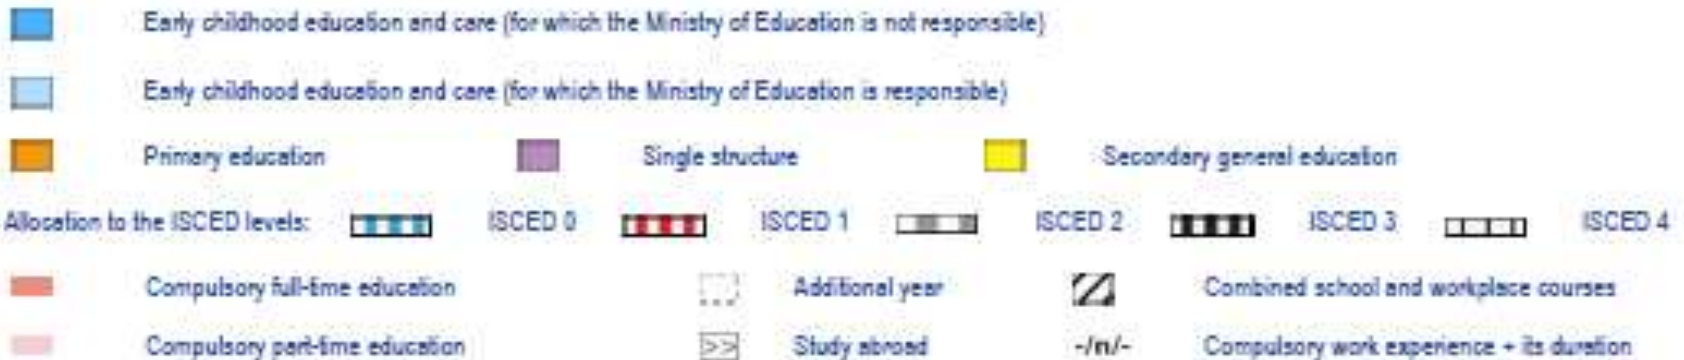 Early childhood education and care (for which the Ministry of Education is not responsible)
Early childhood education and care (for which the Ministry of Education is responsible)
Primary education Single structure Secondary general education
Allocation to the ISCED levels: ISCED 0 ISCED 1 ISCED 2 ISCED 3 ISCED 4
Compulsory full-time education Additional year Combined school and workplace courses
Compulsory part-time education >> Study abroad -/n/- Compulsory work experience + its duration